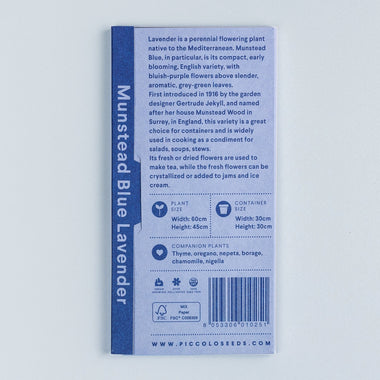 Munstead Blue Lavender
Lavender is a perennial flowering plant
native to the Mediterranean. Munstead
Blue, in particular, is its compact, early
blooming, English variety, with
bluish-purple flowers above slender,
aromatic, grey-green leaves.
First introduced in 1916 by the garden
designer Gertrude Jekyll, and named
after her house Munstead Wood in
Surrey, in England, this variety is a great
choice for containers and is widely
used in cooking as a condiment for
salads, soups, stews.
Its fresh or dried flowers are used to
make tea, while the fresh flowers can be
crystallized or added to jams and ice
cream.
PLANT
SIZE
Width: 60cm
Height: 45cm
CONTAINER
SIZE
Width: 30cm
Height: 30cm
COMPANION PLANTS
Thyme, oregano, nepeta, borage,
chamomile, nigella
FSC
MIX
Paper
8 053306 010251
WWW.PICCOLOSEEDS.COM